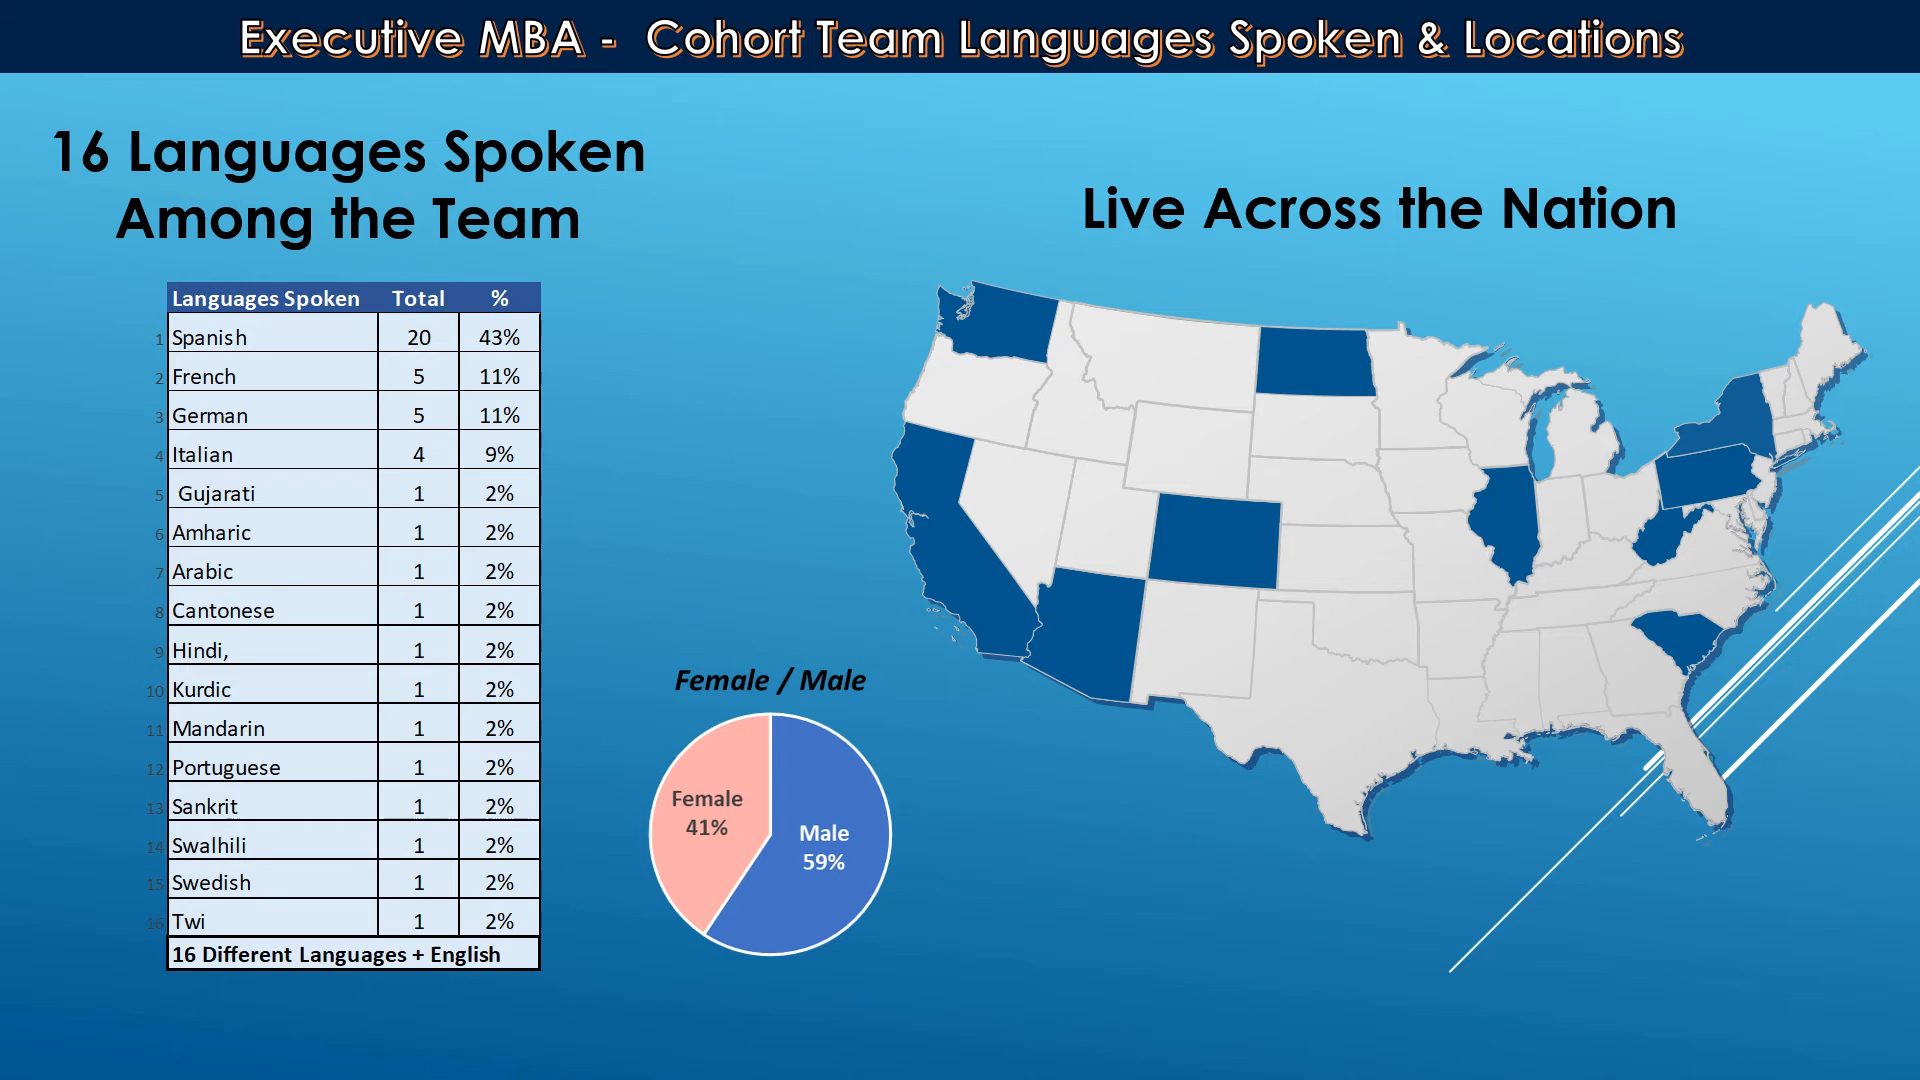 Executive MBA - Cohort Team Languages Spoken & Locations
16 Languages Spoken
Among the Team
Live Across the Nation
Languages Spoken Total %
1 Spanish 20 43%
2 French 5 11%
3 German 5 11%
4 Italian 4 9%
5 Gujarati 1 2%
6 Amharic 1 2%
7 Arabic 1 2%
8 Cantonese 1 2%
9 Hindi, 1 2%
10 Kurdic 1 2%
11 Mandarin 1 2%
12 Portuguese 1 2%
13 Sankrit 1 2%
14 Swalhili 1 2%
15 Swedish 1 2%
16 Twi 1 2%
16 Different Languages + English
Female / Male
Female
41%
Male
59%